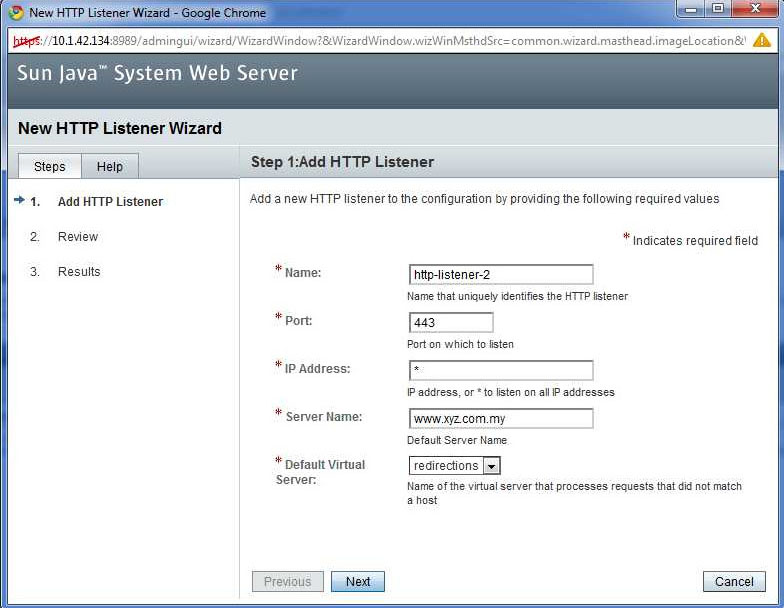 New HTTP Listener Wizard - Google Chrome
https://10.1.42.134:8989/admingui/wizard/WizardWindow?&WizardWindow.wizWinMsthdSrc=common.wizard.masthead.imageLocation&
Sun Java™ System Web Server
New HTTP Listener Wizard
Steps Help
Step 1:Add HTTP Listener
1. Add HTTP Listener
2. Review
3. Results
Add a new HTTP listener to the configuration by providing the following required values
* Indicates required field
* Name: http-listener-2
Name that uniquely identifies the HTTP listener
* Port: 443
Port on which to listen
* IP Address: *
IP address, or * to listen on all IP addresses
* Server Name: www.xyz.com.my
Default Server Name
* Default Virtual Server: redirections
Name of the virtual server that processes requests that did not match
a host
Previous Next Cancel